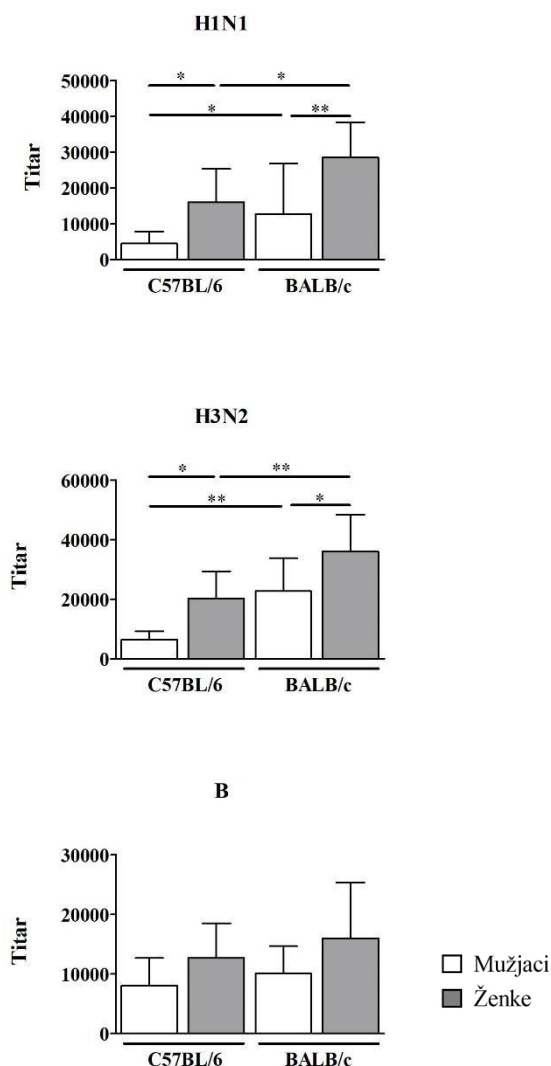 H1N1
Titar
50000
40000
30000
20000
10000
0
* *
* **
C57BL/6 BALB/c
H3N2
Titar
60000
40000
20000
0
* **
** *
C57BL/6 BALB/c
B
Titar
30000
20000
10000
0
C57BL/6 BALB/c
Mužjaci
Ženke